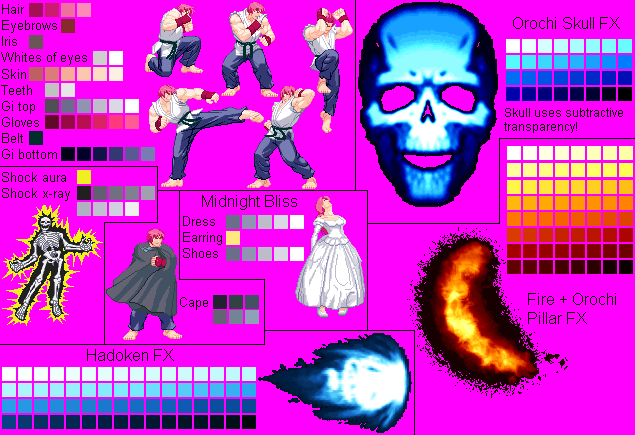 Hair
Eyebrows
Iris
Whites of eyes
Skin
Teeth
Gi top
Gloves
Belt
Gi bottom
Shock aura
Shock x-ray
Orochi Skull FX
Skull uses subtractive
transparency!
Midnight Bliss
Dress
Earring
Shoes
Cape
Fire + Orochi
Pillar FX
Hadoken FX